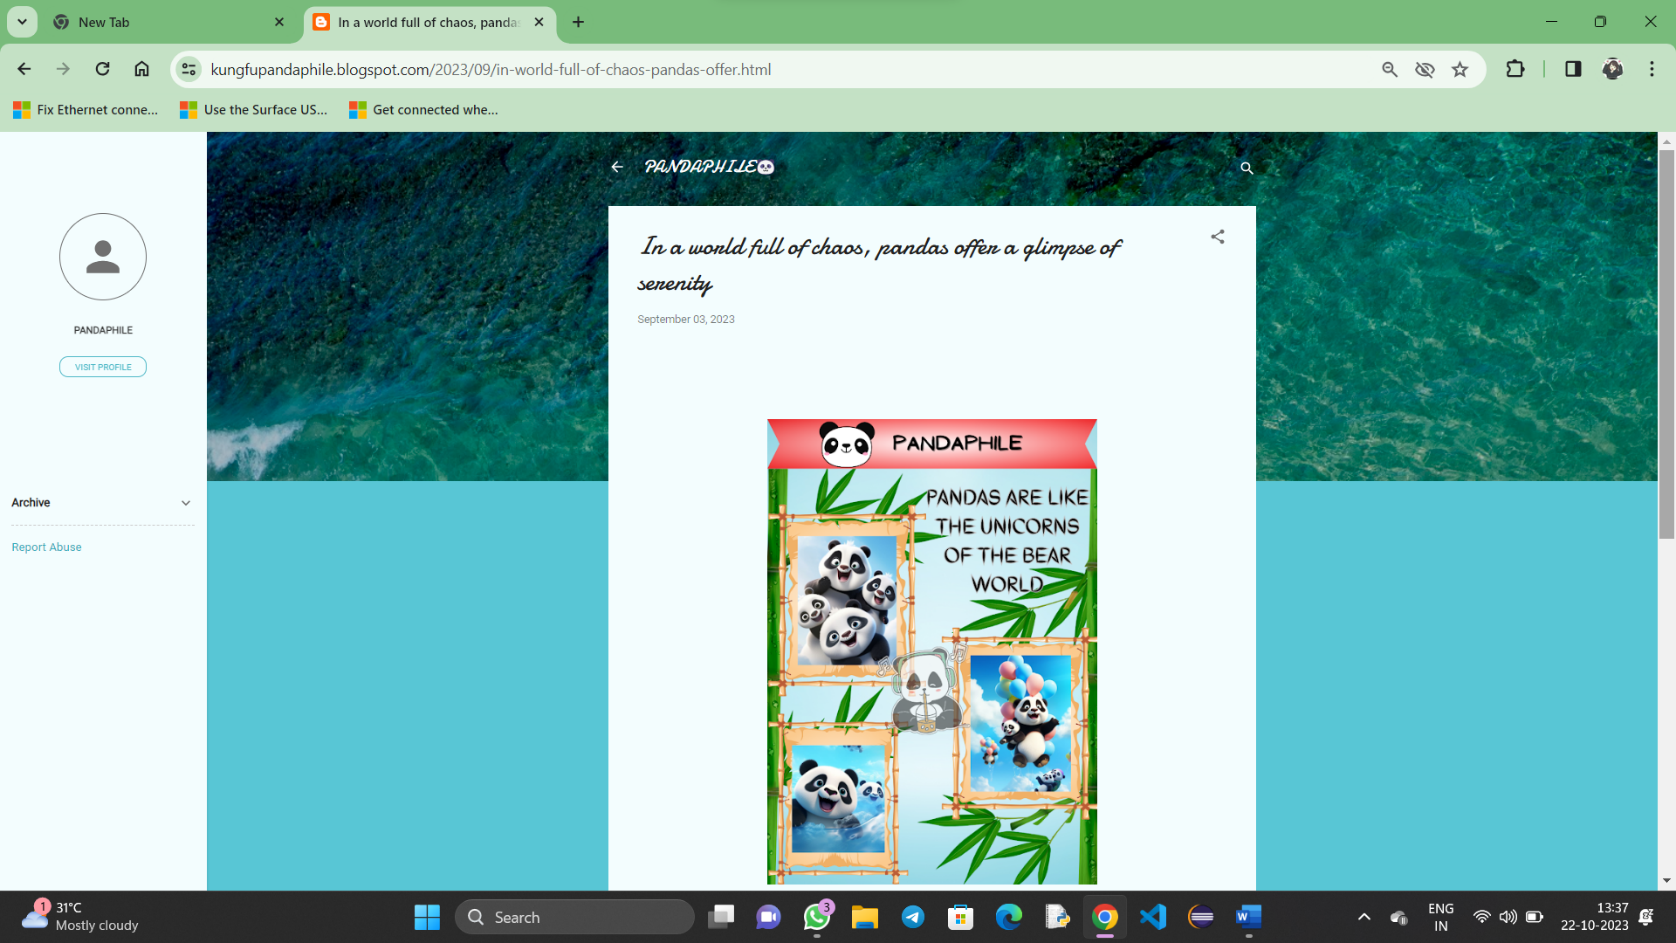 New Tab
In a world full of chaos, pandas
kungfupandaphile.blogspot.com/2023/09/in-world-full-of-chaos-pandas-offer.html
Fix Ethernet conne...
Use the Surface US...
Get connected whe...
PANDAPHILE
In a world full of chaos, pandas offer a glimpse of
serenity
September 03, 2023
PANDAPHILE
VISIT PROFILE
Archive
Report Abuse
PANDAPHILE
PANDAS ARE LIKE
THE UNICORNS
OF THE BEAR
WORLD
1
31°C
Mostly cloudy
Search
3
ENG
IN
13:37
22-10-2023